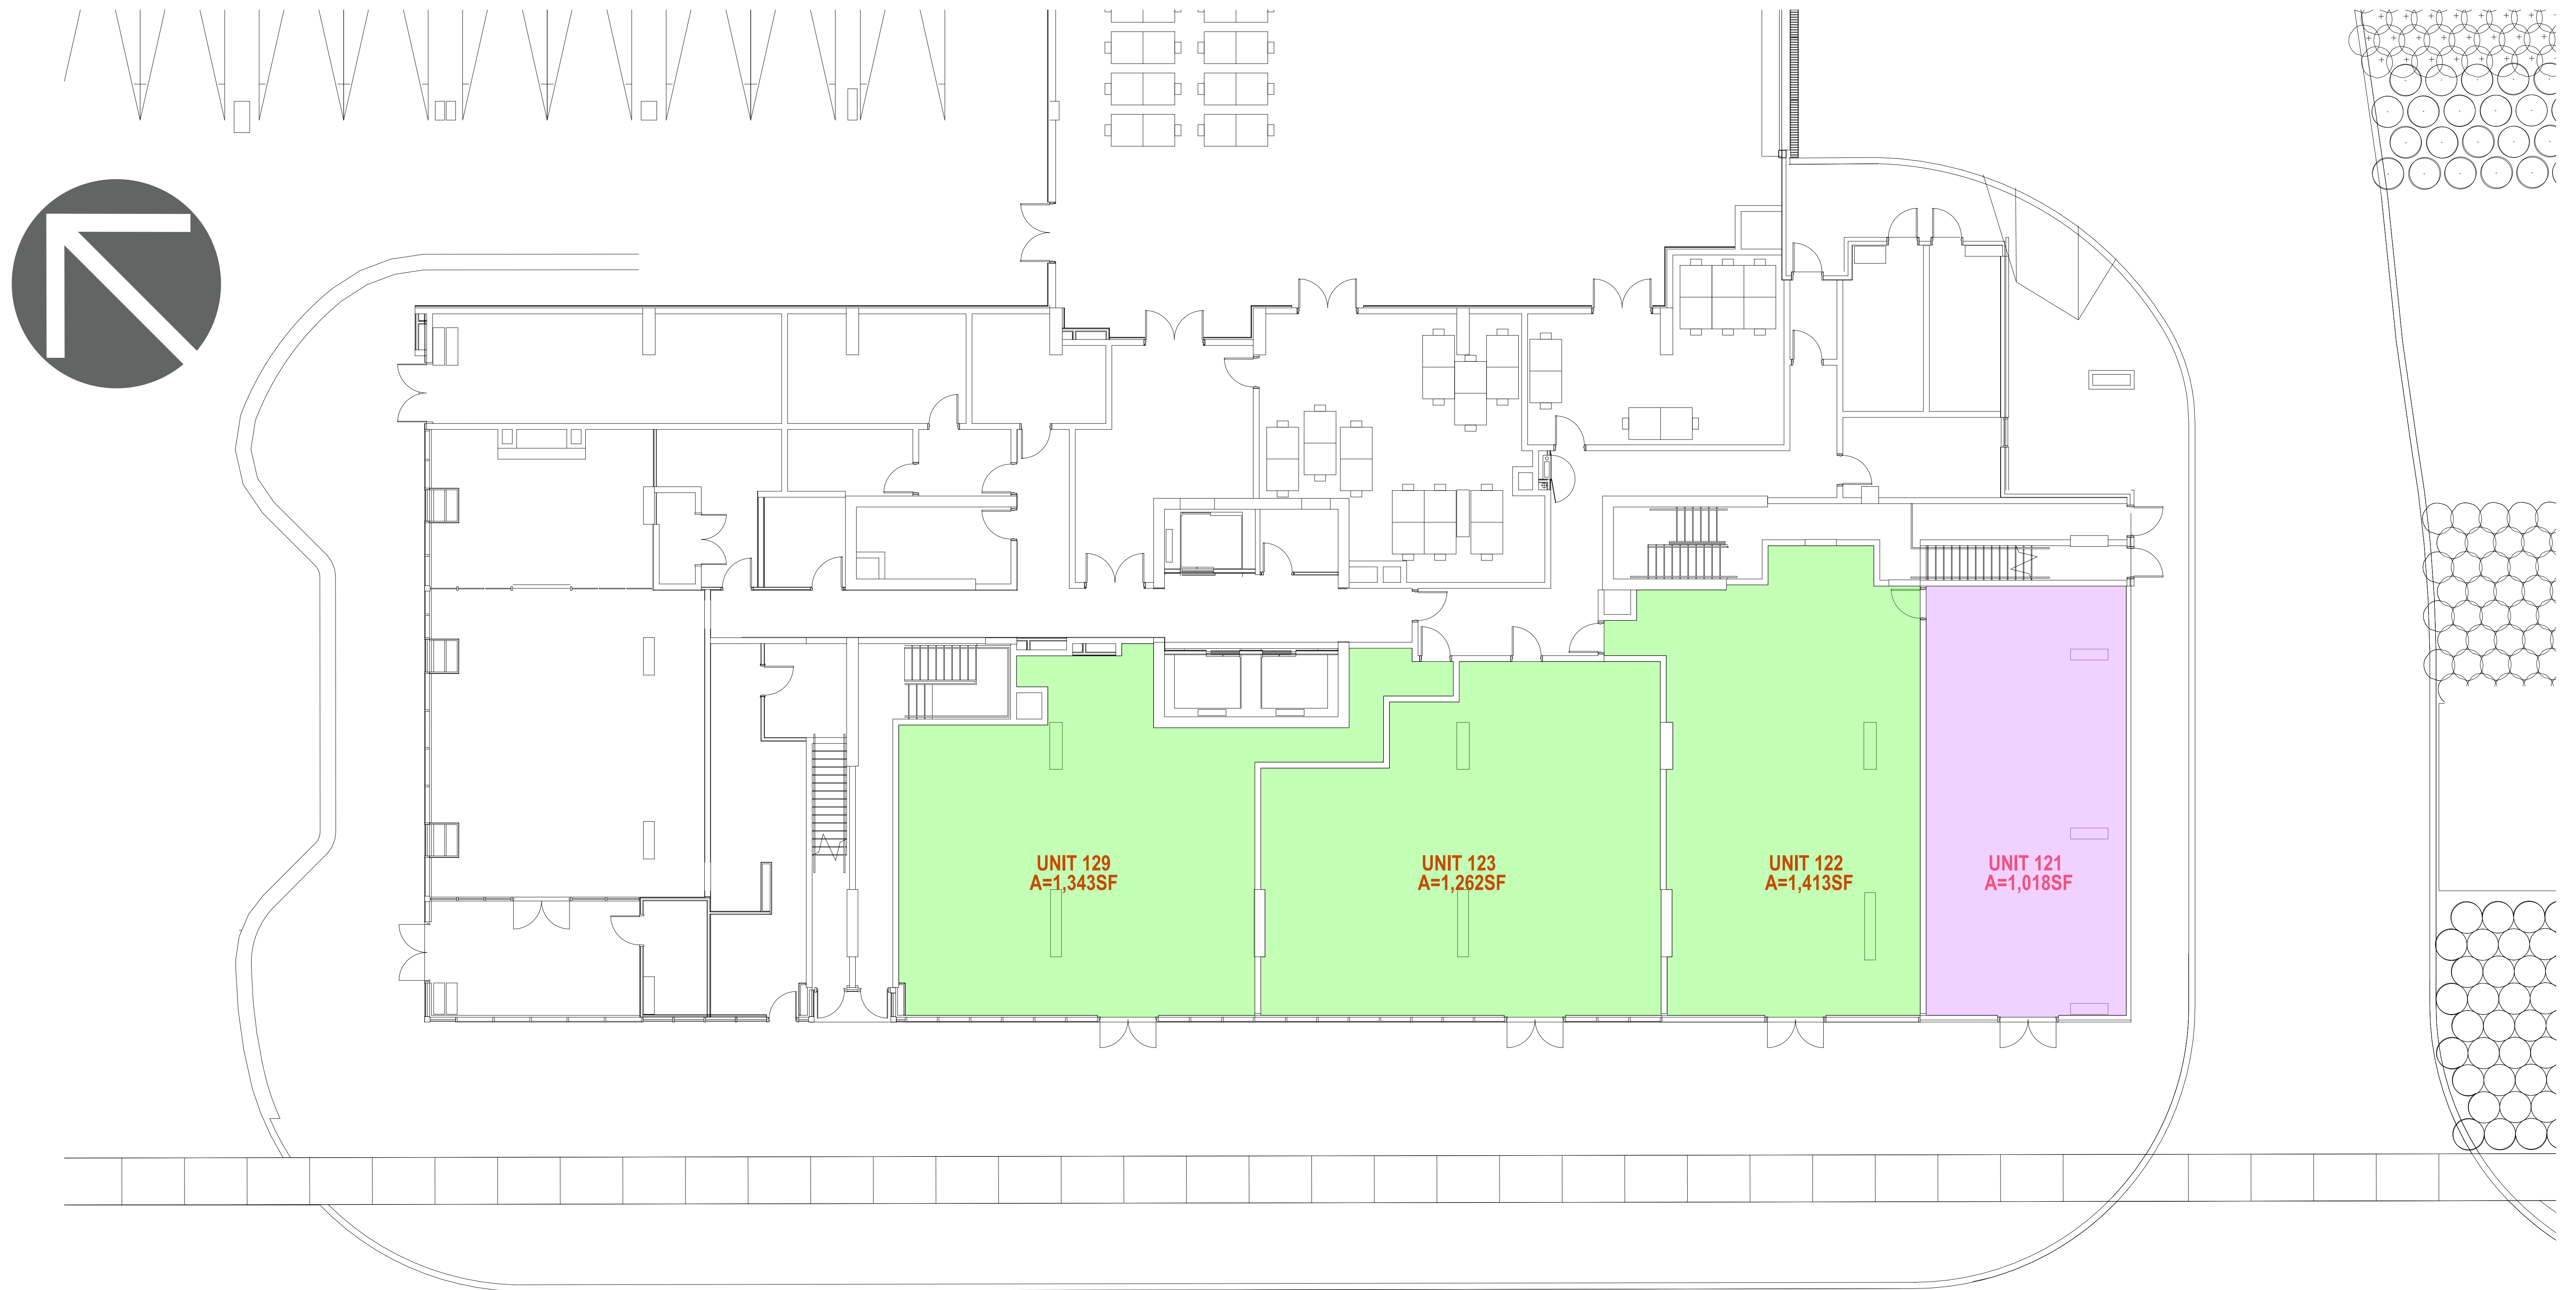 UNIT 129
A=1,343SF
UNIT 123
A=1,262SF
UNIT 122
A=1,413SF
UNIT 121
A=1,018SF